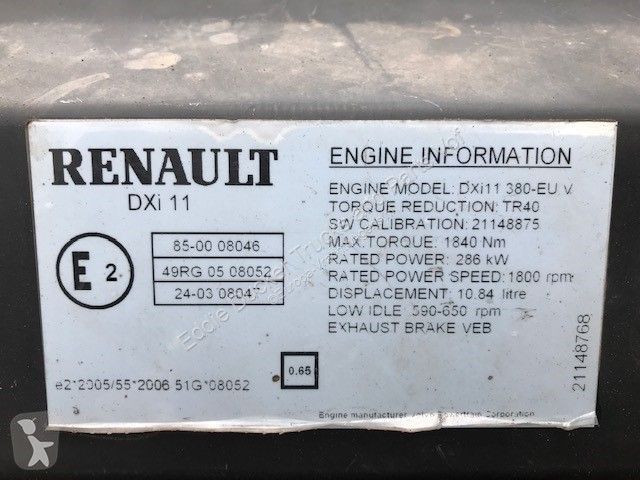 RENAULT
DXi 11
E 2
85-00 08046
49RG 05 08052
24-03 08047
e2*2005/55*2006 51G*08052
0.65
ENGINE INFORMATION
ENGINE MODEL: DXi11 380-EU V
TORQUE REDUCTION: TR40
SW CALIBRATION: 21148875
MAX.TORQUE: 1840 Nm
RATED POWER: 286 kW
RATED POWER SPEED: 1800 rpm
DISPLACEMENT: 10.84 litre
LOW IDLE 590-650 rpm
EXHAUST BRAKE VEB
Engine manufacturer Volvo Powertrain Corporation
21148768